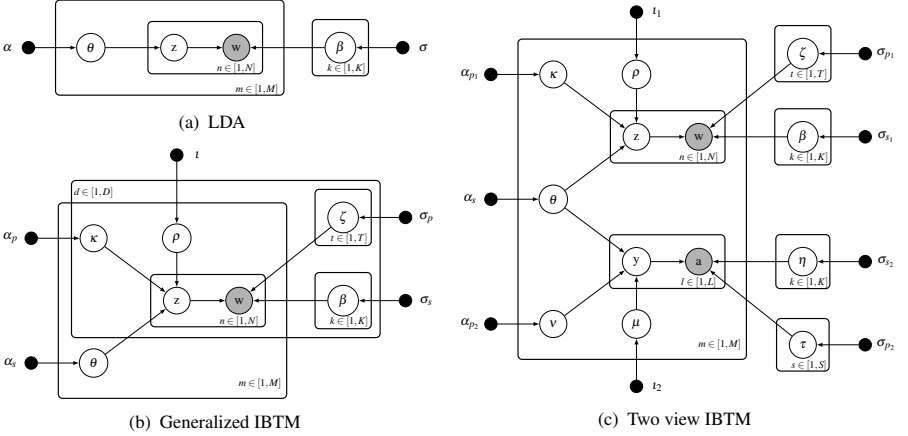 α
θ
z
w
n ∈ [1,N]
m ∈ [1,M]
β
k ∈ [1,K]
σ
(a) LDA
ι
d ∈ [1,D]
α_p
κ
ρ
ζ
t ∈ [1,T]
σ_p
z
w
n ∈ [1,N]
β
k ∈ [1,K]
σ_s
α_s
θ
m ∈ [1,M]
(b) Generalized IBTM
ι_1
α_{p_1}
κ
ρ
ζ
t ∈ [1,T]
σ_{p_1}
z
w
n ∈ [1,N]
β
k ∈ [1,K]
σ_{s_1}
α_s
θ
y
a
l ∈ [1,L]
η
k ∈ [1,K]
σ_{s_2}
α_{p_2}
ν
μ
m ∈ [1,M]
τ
s ∈ [1,S]
σ_{p_2}
ι_2
(c) Two view IBTM